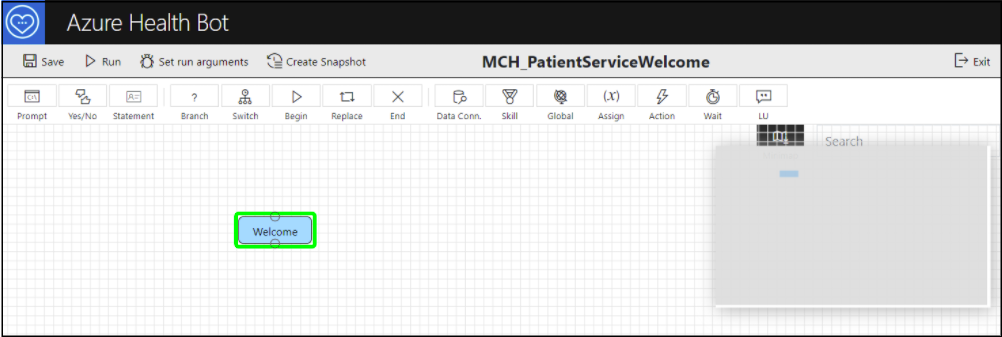 Azure Health Bot
Save Run Set run arguments Create Snapshot MCH_PatientServiceWelcome Exit
Prompt Yes/No Statement Branch Switch Begin Replace End Data Conn. Skill Global Assign Action Wait LU
Search
Welcome